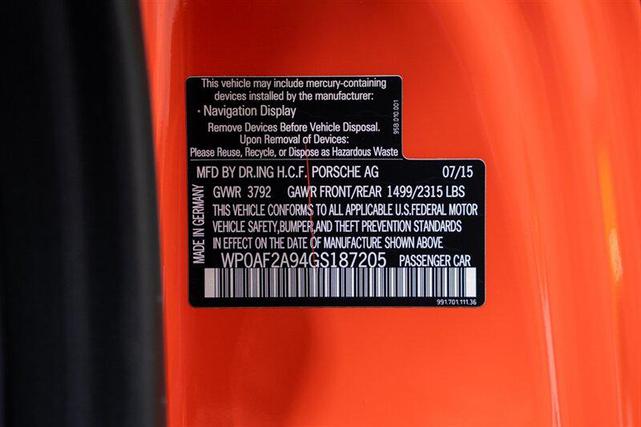 This vehicle may include mercury-containing
devices installed by the manufacturer:
· Navigation Display
Remove Devices Before Vehicle Disposal.
Upon Removal of Devices:
Please Reuse, Recycle, or Dispose as Hazardous Waste
95B.010.001
MFD BY DR.ING H.C.F. PORSCHE AG 07/15
GVWR 3792 GAWR FRONT/REAR 1499/2315 LBS
THIS VEHICLE CONFORMS TO ALL APPLICABLE U.S.FEDERAL MOTOR
VEHICLE SAFETY,BUMPER,AND THEFT PREVENTION STANDARDS
IN EFFECT ON THE DATE OF MANUFACTURE SHOWN ABOVE
WP0AF2A94GS187205 PASSENGER CAR
MADE IN GERMANY
991.701.111.36